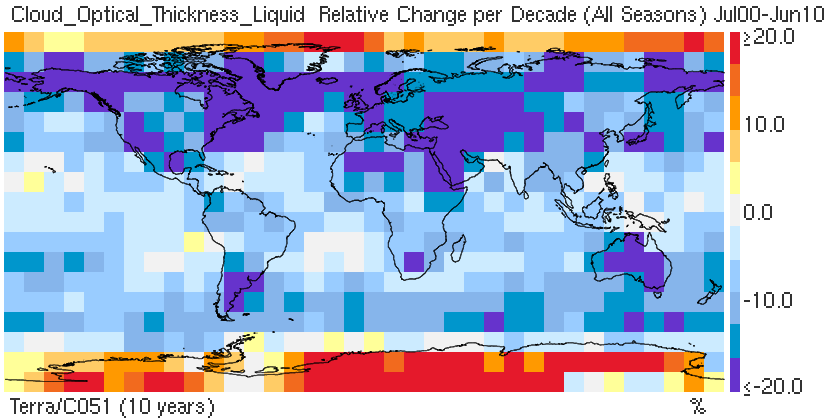 Cloud_Optical_Thickness_Liquid Relative Change per Decade (All Seasons) Jul00-Jun10
≥20.0
10.0
0.0
-10.0
≤-20.0
Terra/C051 (10 years) %